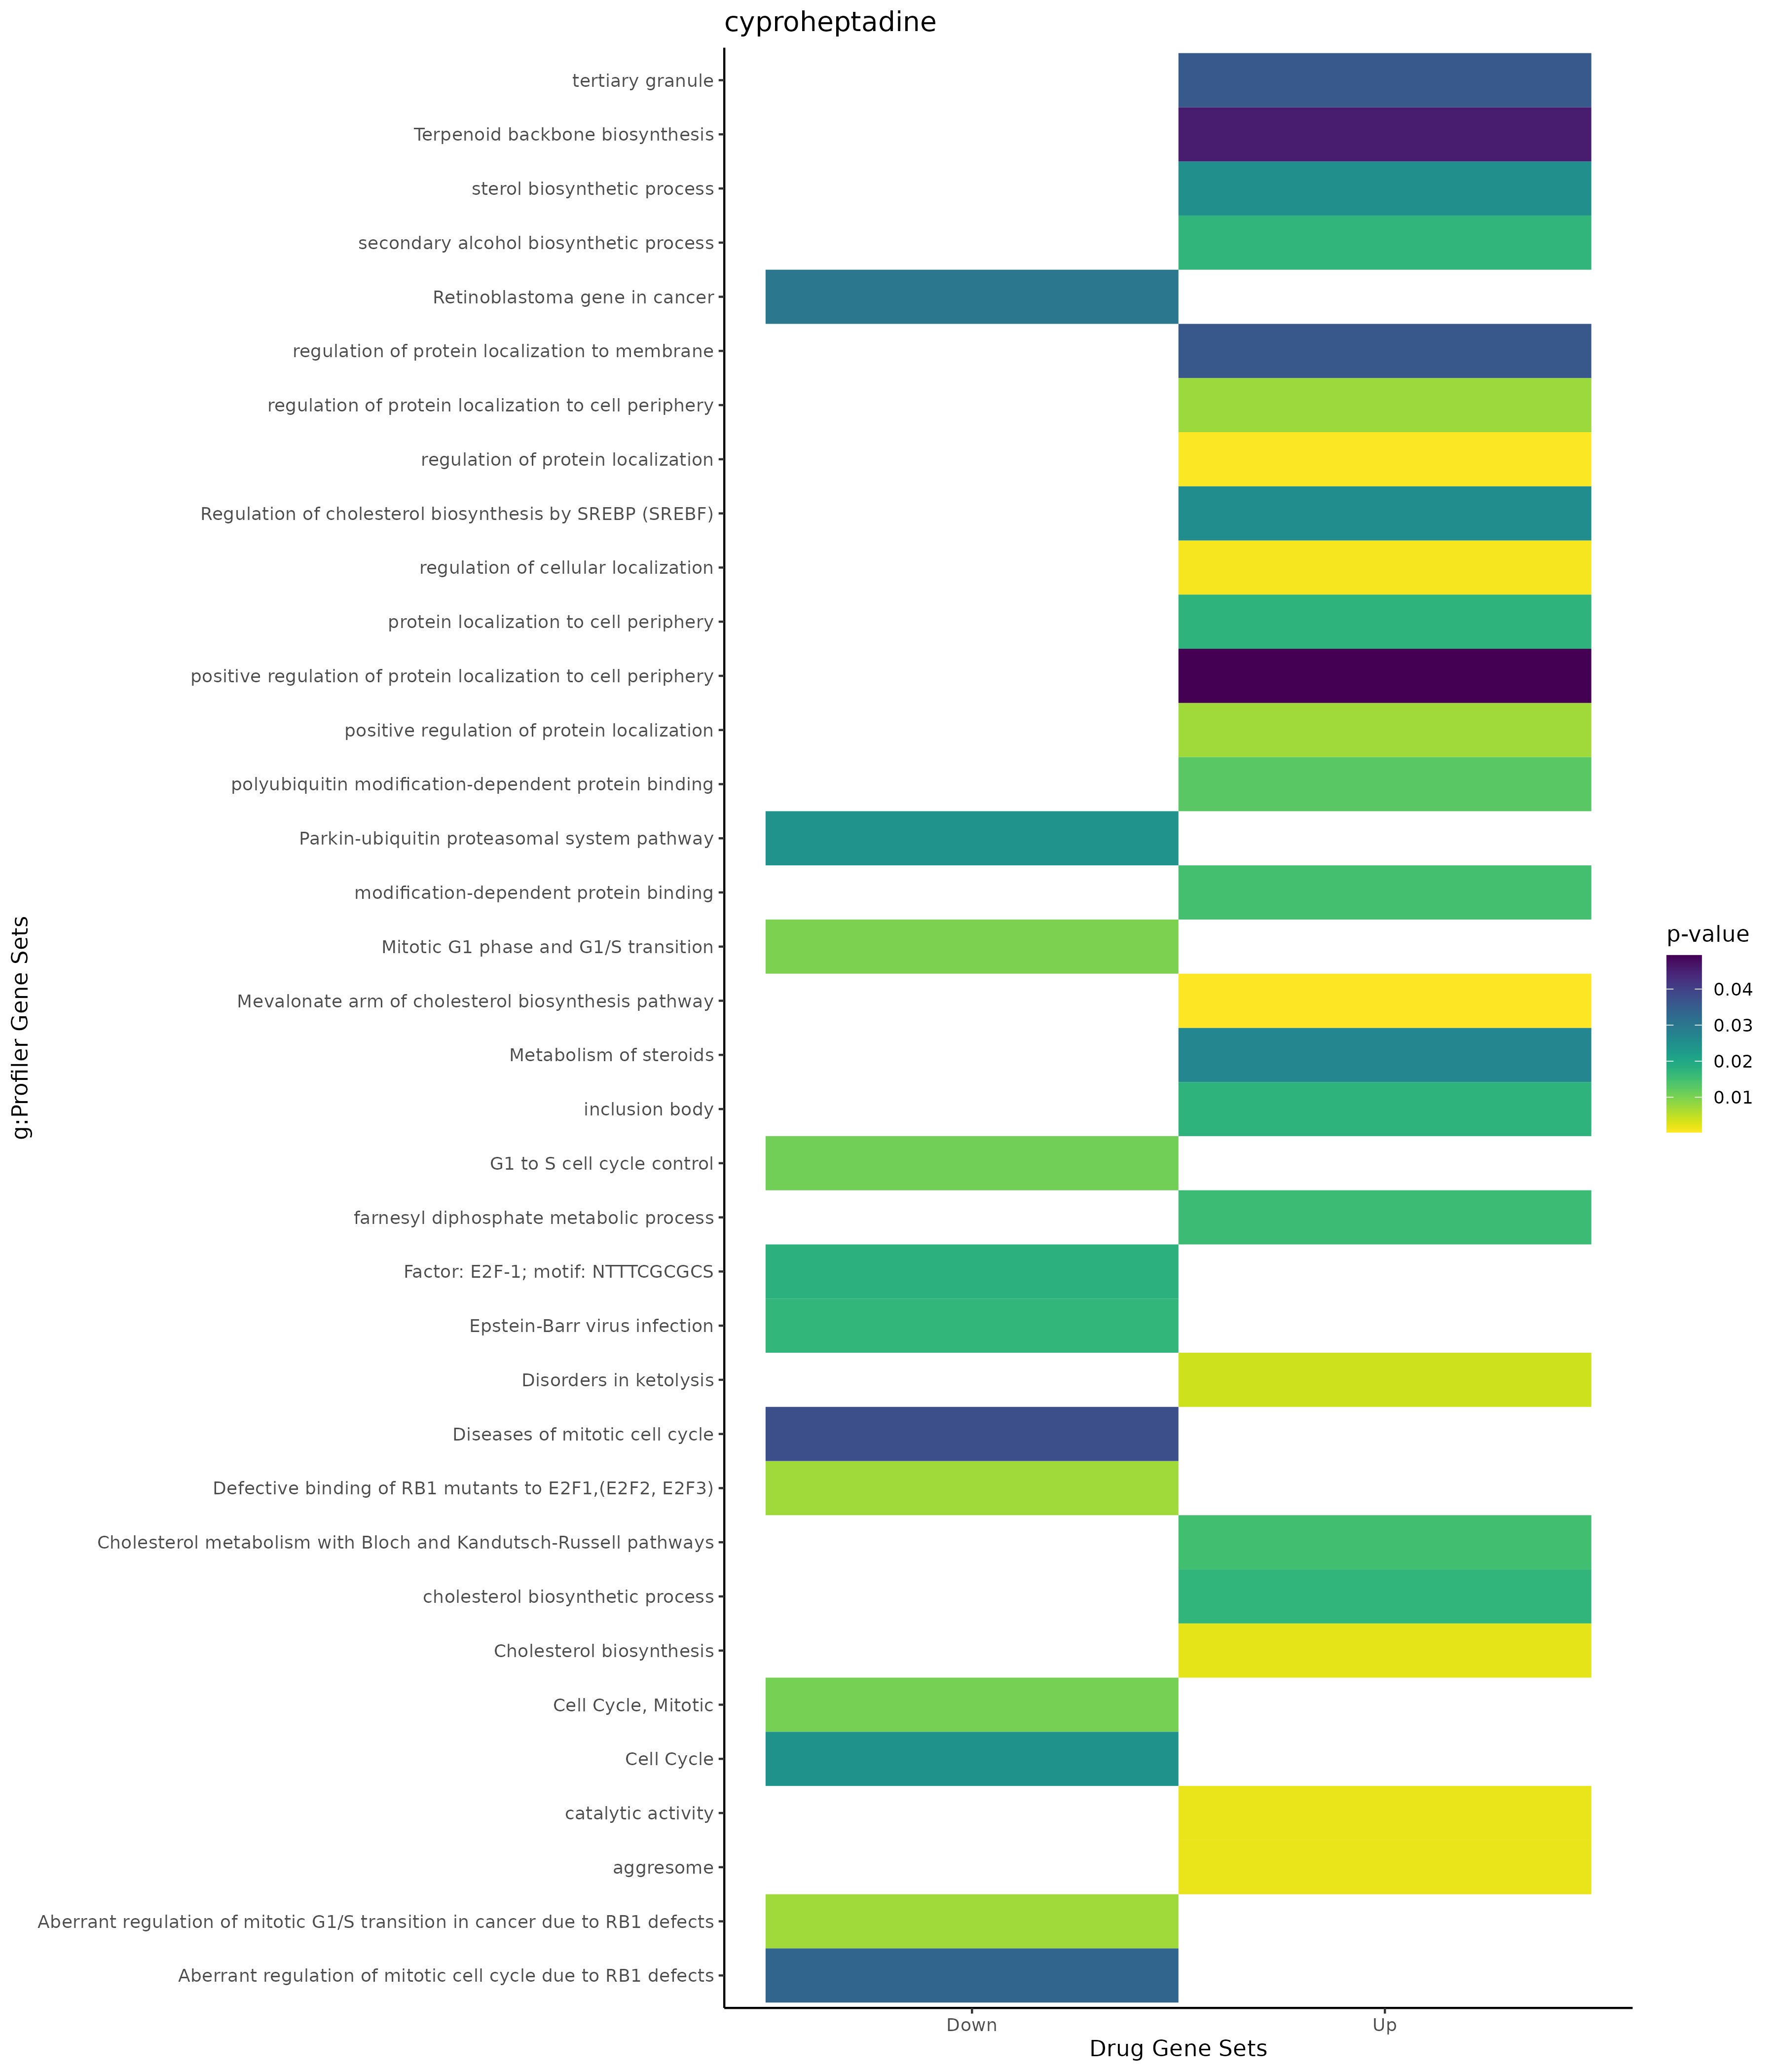 cyproheptadine
tertiary granule
Terpenoid backbone biosynthesis
sterol biosynthetic process
secondary alcohol biosynthetic process
Retinoblastoma gene in cancer
regulation of protein localization to membrane
regulation of protein localization to cell periphery
regulation of protein localization
Regulation of cholesterol biosynthesis by SREBP (SREBF)
regulation of cellular localization
protein localization to cell periphery
positive regulation of protein localization to cell periphery
positive regulation of protein localization
polyubiquitin modification-dependent protein binding
Parkin-ubiquitin proteasomal system pathway
modification-dependent protein binding
Mitotic G1 phase and G1/S transition
Mevalonate arm of cholesterol biosynthesis pathway
Metabolism of steroids
inclusion body
G1 to S cell cycle control
farnesyl diphosphate metabolic process
Factor: E2F-1; motif: NTTTCGCGCS
Epstein-Barr virus infection
Disorders in ketolysis
Diseases of mitotic cell cycle
Defective binding of RB1 mutants to E2F1,(E2F2, E2F3)
Cholesterol metabolism with Bloch and Kandutsch-Russell pathways
cholesterol biosynthetic process
Cholesterol biosynthesis
Cell Cycle, Mitotic
Cell Cycle
catalytic activity
aggresome
Aberrant regulation of mitotic G1/S transition in cancer due to RB1 defects
Aberrant regulation of mitotic cell cycle due to RB1 defects
g:Profiler Gene Sets
Down
Up
Drug Gene Sets
p-value
0.04
0.03
0.02
0.01